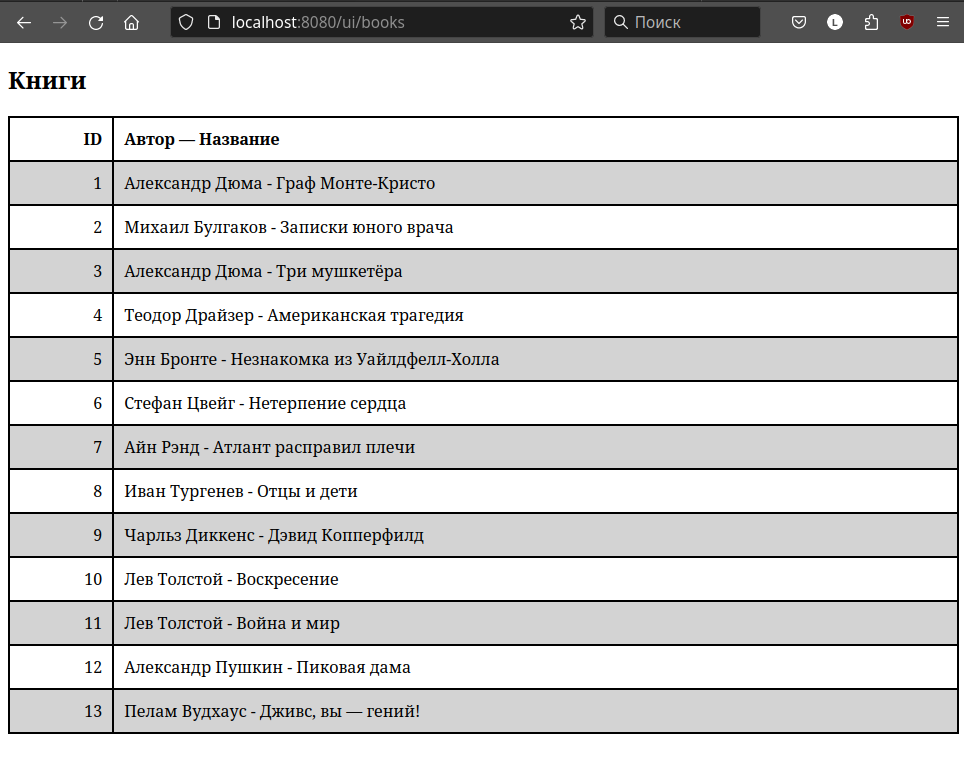 localhost:8080/ui/books
Поиск
L
UD
Книги
ID Автор — Название
1 Александр Дюма - Граф Монте-Кристо
2 Михаил Булгаков - Записки юного врача
3 Александр Дюма - Три мушкетёра
4 Теодор Драйзер - Американская трагедия
5 Энн Бронте - Незнакомка из Уайлдфелл-Холла
6 Стефан Цвейг - Нетерпение сердца
7 Айн Рэнд - Атлант расправил плечи
8 Иван Тургенев - Отцы и дети
9 Чарльз Диккенс - Дэвид Копперфилд
10 Лев Толстой - Воскресение
11 Лев Толстой - Война и мир
12 Александр Пушкин - Пиковая дама
13 Пелам Вудхаус - Дживс, вы — гений!